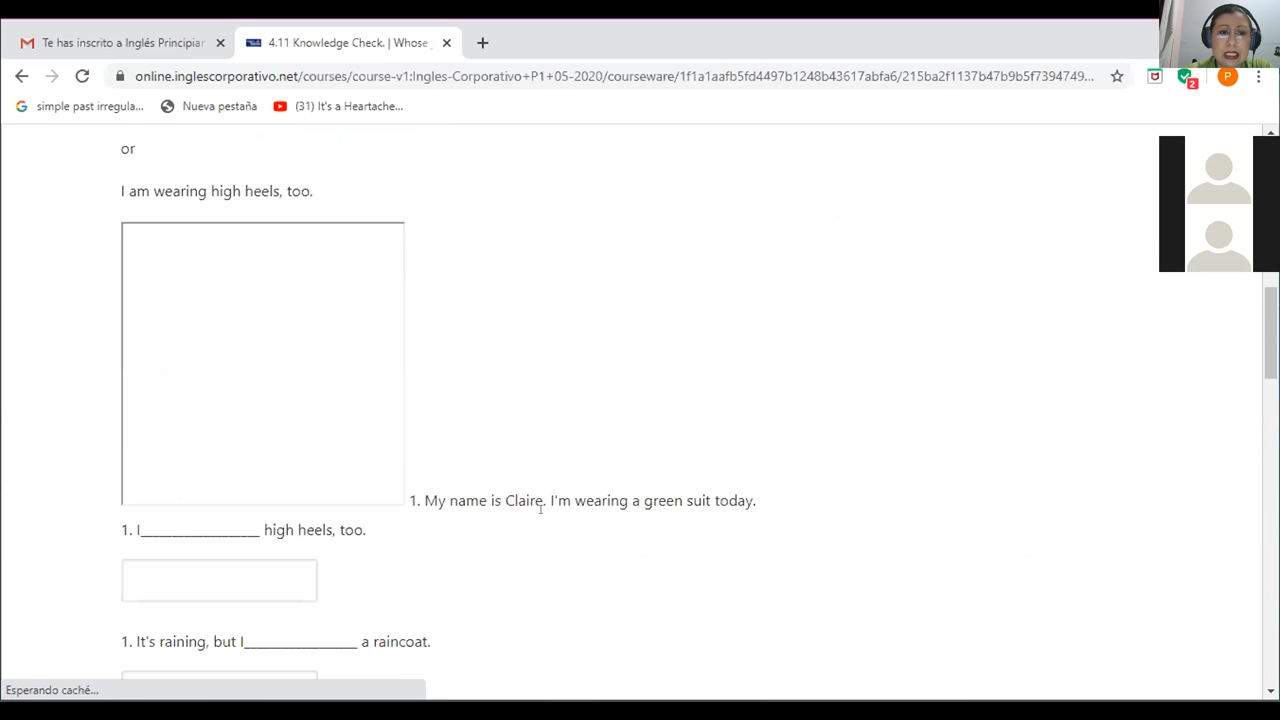 Te has inscrito a Inglés Principiar
4.11 Knowledge Check. | Whose
online.inglescorporativo.net/courses/course-v1:Ingles-Corporativo+P1+05-2020/courseware/1f1a1aafb5fd4497b1248b43617abfa6/215ba2f1137b47b9b5f7394749...
P
2
simple past irregula...
Nueva pestaña
(31) It's a Heartache...
or
I am wearing high heels, too.
1. My name is Claire. I'm wearing a green suit today.
1. I__________________ high heels, too.
1. It's raining, but I_________________ a raincoat.
Esperando caché...